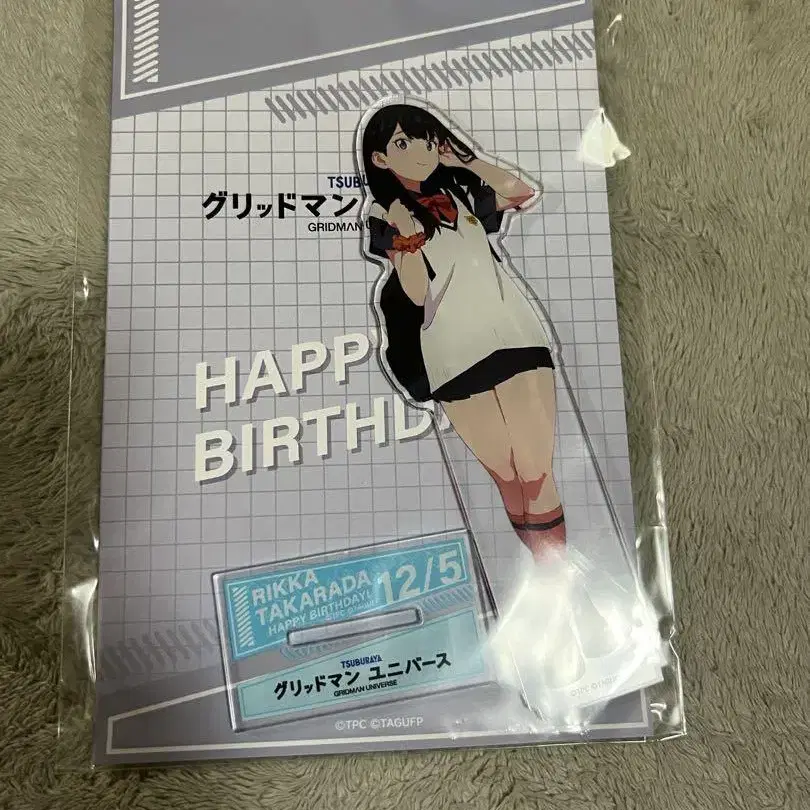 TSUBU
グリッドマン
GRIDMAN U
HAPPY
BIRTHD
RIKKA
TAKARADA
HAPPY BIRTHDAY!
12/5
TSUBURAYA
グリッドマン ユニバース
GRIDMAN UNIVERSE
©TPC ©TAGUFP